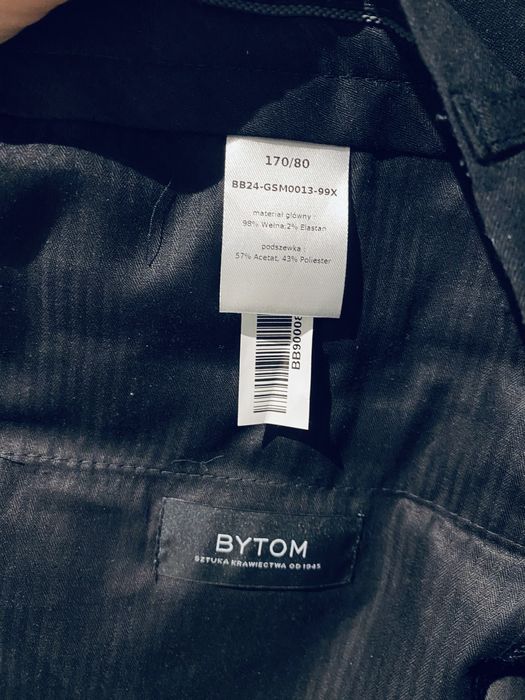 170/80
BB24-GSM0013-99X
materiał główny :
98% Wełna;2% Elastan
podszewka :
57% Acetat, 43% Poliester
BB90008
BYTOM
SZTUKA KRAWIECTWA OD 1945